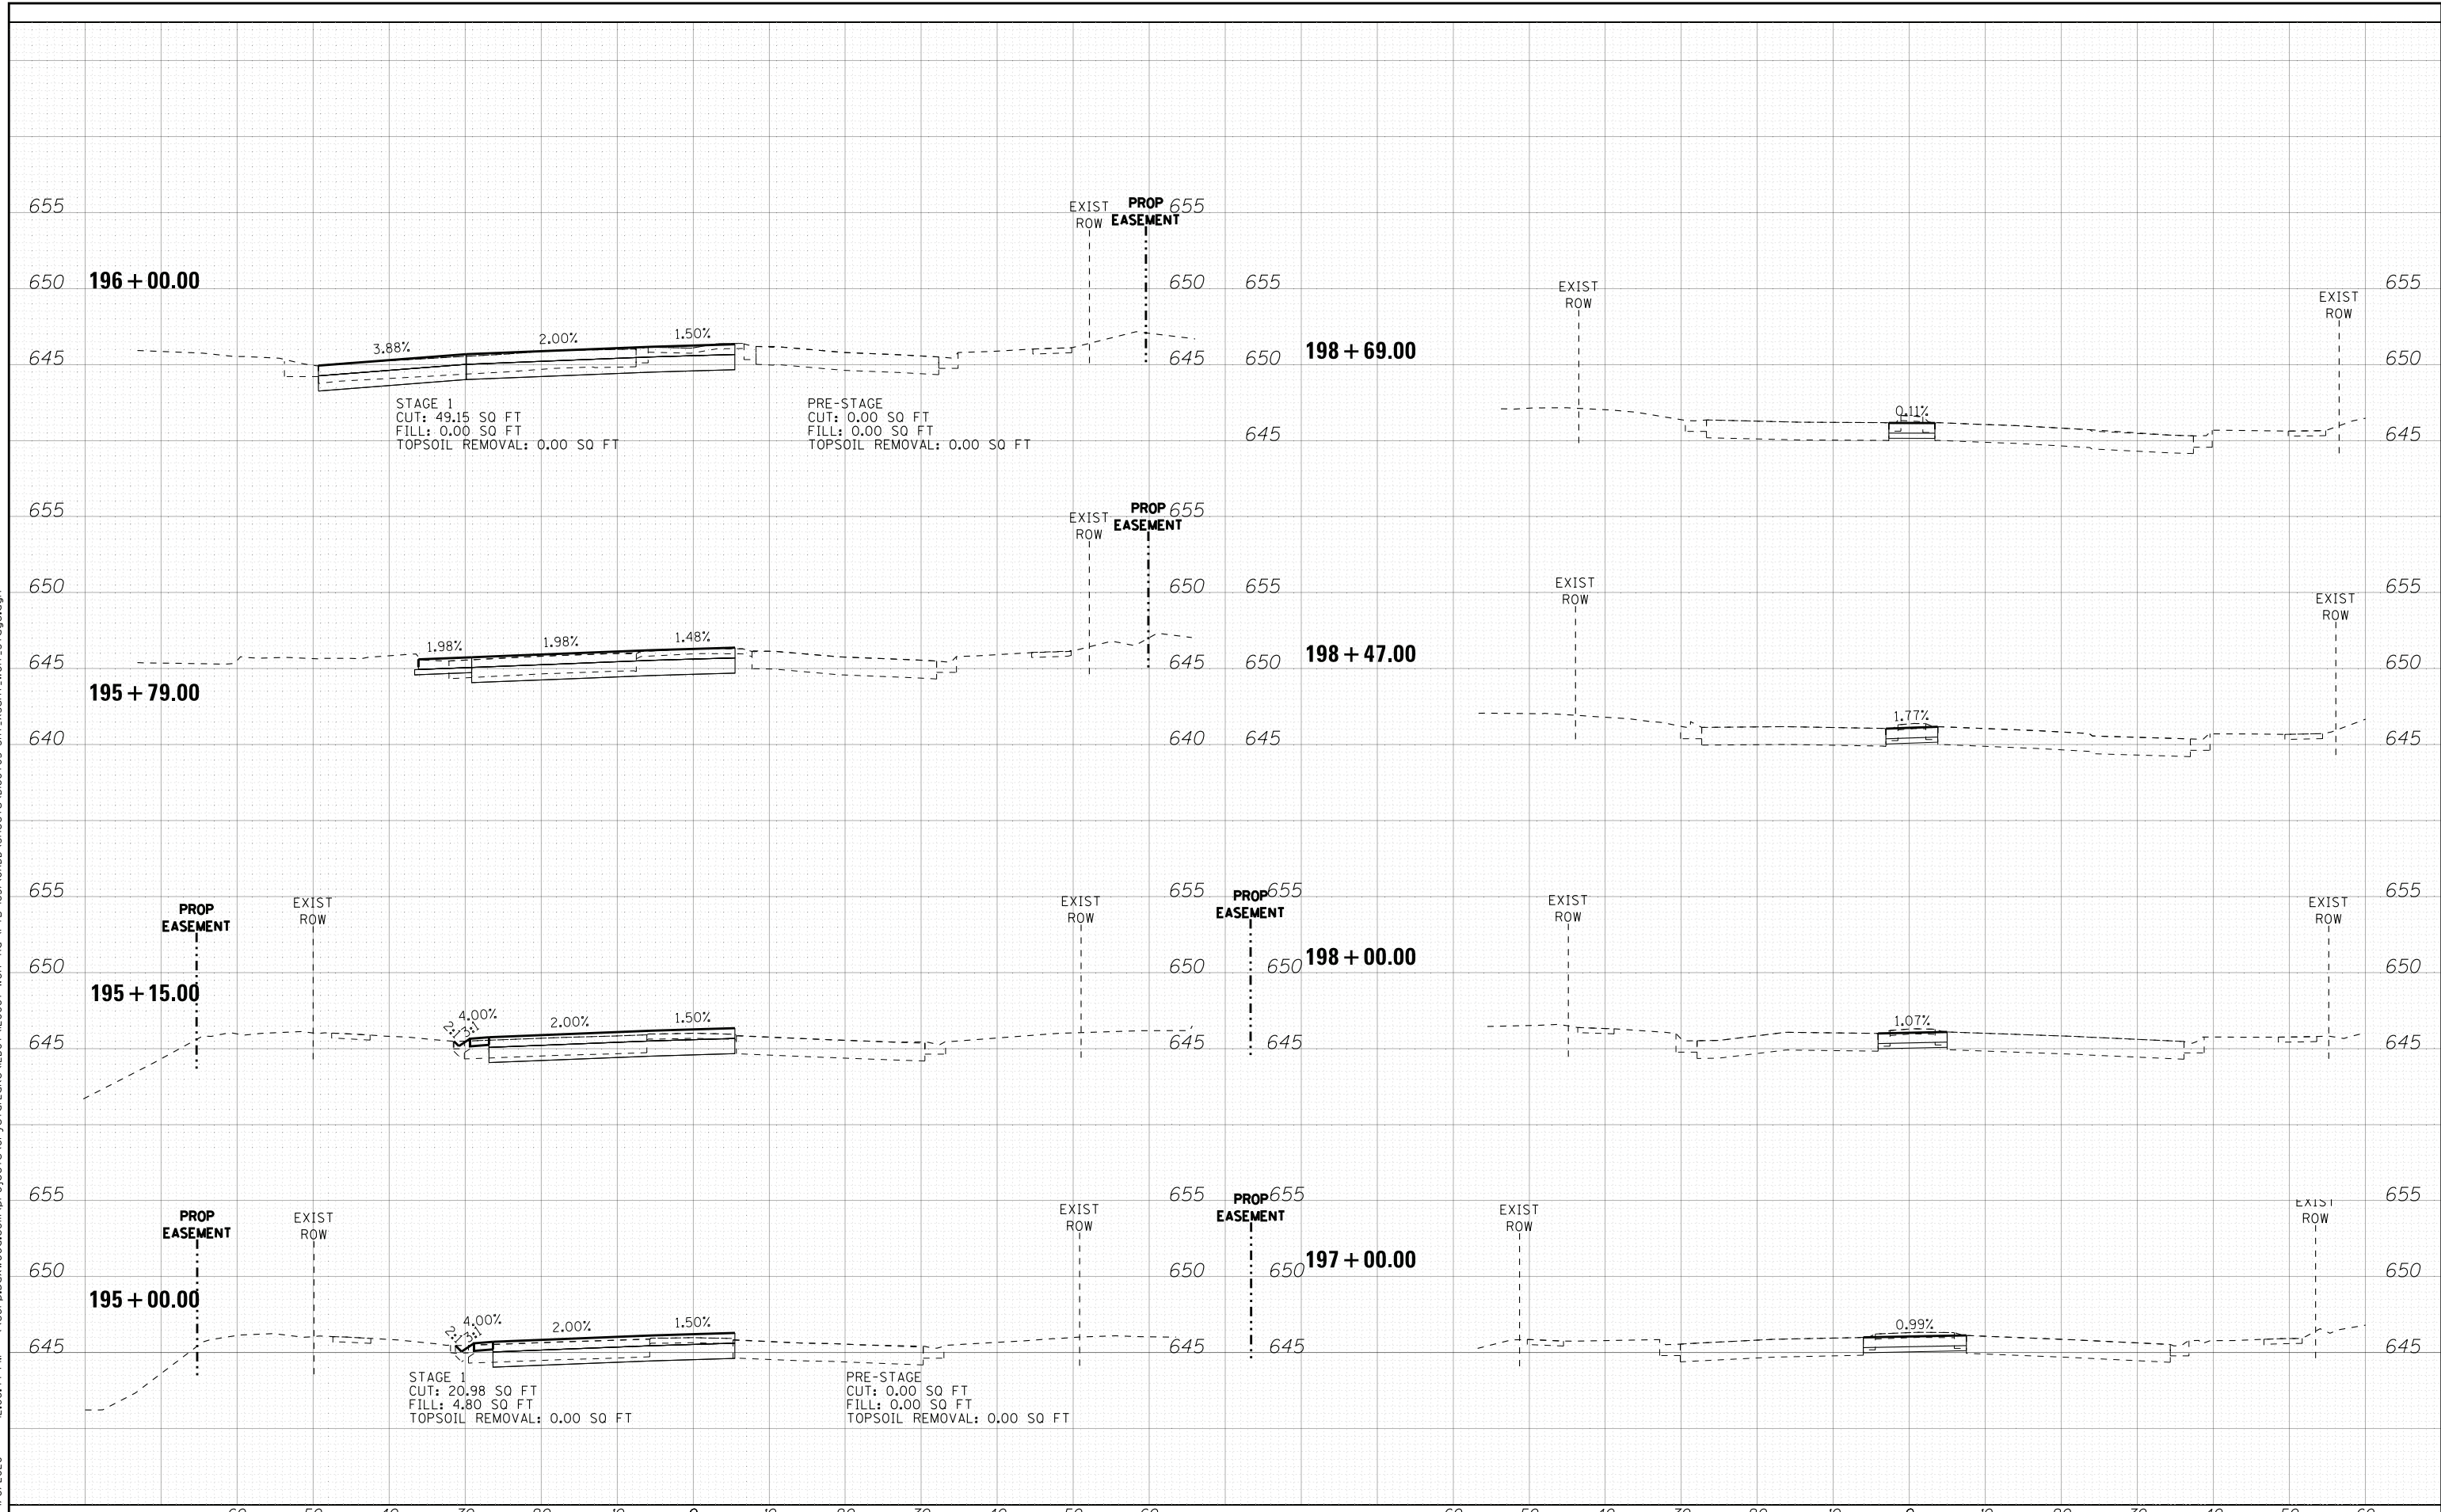 655
EXIST
ROW
PROP
EASEMENT
655
650
196+00.00
650
645
3.88%
2.00%
1.50%
645
STAGE 1
CUT: 49.15 SQ FT
FILL: 0.00 SQ FT
TOPSOIL REMOVAL: 0.00 SQ FT
PRE-STAGE
CUT: 0.00 SQ FT
FILL: 0.00 SQ FT
TOPSOIL REMOVAL: 0.00 SQ FT
655
EXIST
ROW
PROP
EASEMENT
655
650
650
645
1.98%
1.98%
1.48%
645
195+79.00
640
640
655
PROP
EASEMENT
EXIST
ROW
EXIST
ROW
655
650
650
195+15.00
645
2:1
3:1
4.00%
2.00%
1.50%
645
655
PROP
EASEMENT
EXIST
ROW
EXIST
ROW
655
650
650
195+00.00
645
2:1
3:1
4.00%
2.00%
1.50%
645
STAGE 1
CUT: 20.98 SQ FT
FILL: 4.80 SQ FT
TOPSOIL REMOVAL: 0.00 SQ FT
PRE-STAGE
CUT: 0.00 SQ FT
FILL: 0.00 SQ FT
TOPSOIL REMOVAL: 0.00 SQ FT
655
EXIST
ROW
EXIST
ROW
655
650
198+69.00
650
645
0.11%
645
655
EXIST
ROW
EXIST
ROW
655
650
198+47.00
650
645
1.77%
645
PROP
EASEMENT
655
EXIST
ROW
EXIST
ROW
655
650
198+00.00
650
645
1.07%
645
PROP
EASEMENT
655
EXIST
ROW
EXIST
ROW
655
650
197+00.00
650
645
0.99%
645